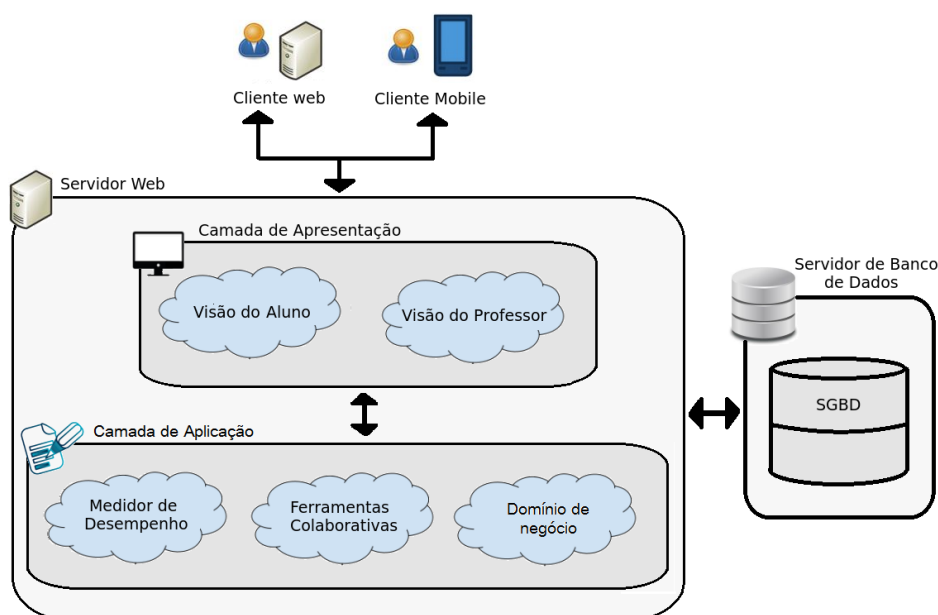 Cliente web
Cliente Mobile
Servidor Web
Camada de Apresentação
Visão do Aluno
Visão do Professor
Servidor de Banco
de Dados
SGBD
Camada de Aplicação
Medidor de
Desempenho
Ferramentas
Colaborativas
Domínio de
negócio